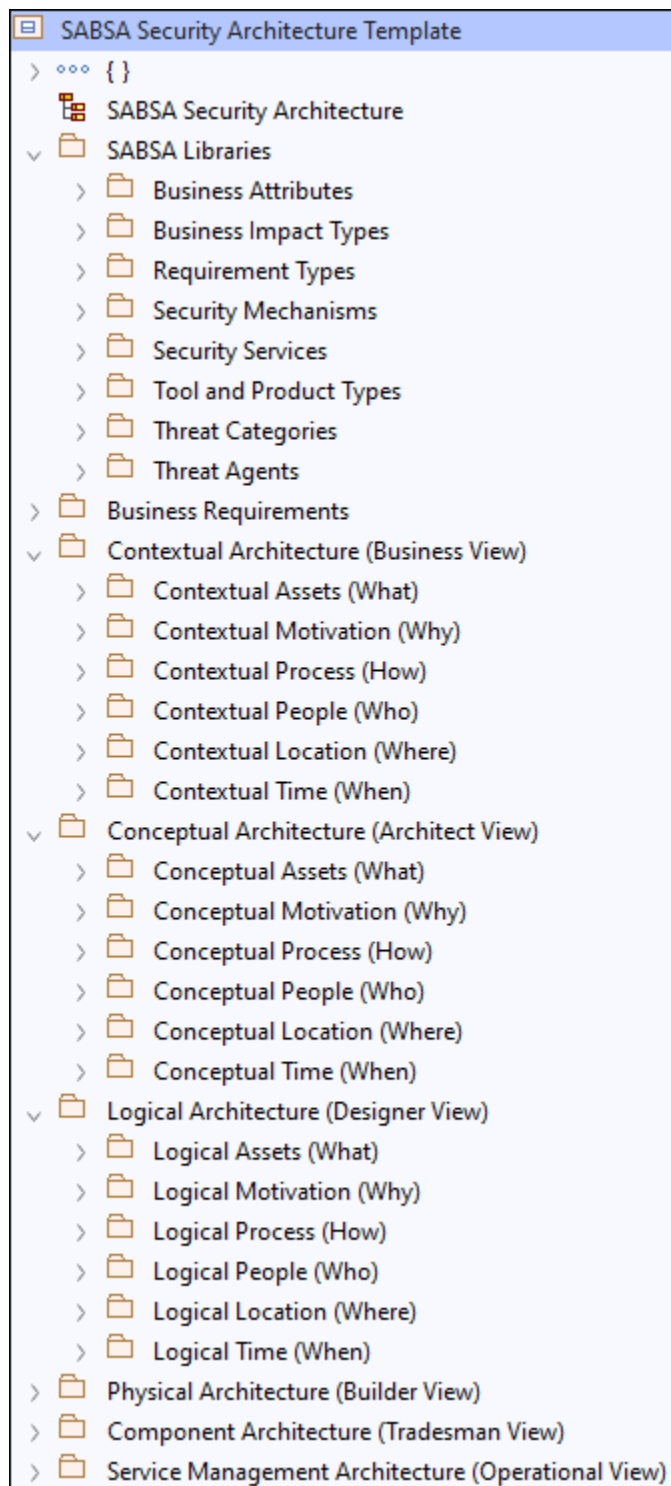 SABSA Security Architecture Template
{ }
SABSA Security Architecture
SABSA Libraries
Business Attributes
Business Impact Types
Requirement Types
Security Mechanisms
Security Services
Tool and Product Types
Threat Categories
Threat Agents
Business Requirements
Contextual Architecture (Business View)
Contextual Assets (What)
Contextual Motivation (Why)
Contextual Process (How)
Contextual People (Who)
Contextual Location (Where)
Contextual Time (When)
Conceptual Architecture (Architect View)
Conceptual Assets (What)
Conceptual Motivation (Why)
Conceptual Process (How)
Conceptual People (Who)
Conceptual Location (Where)
Conceptual Time (When)
Logical Architecture (Designer View)
Logical Assets (What)
Logical Motivation (Why)
Logical Process (How)
Logical People (Who)
Logical Location (Where)
Logical Time (When)
Physical Architecture (Builder View)
Component Architecture (Tradesman View)
Service Management Architecture (Operational View)